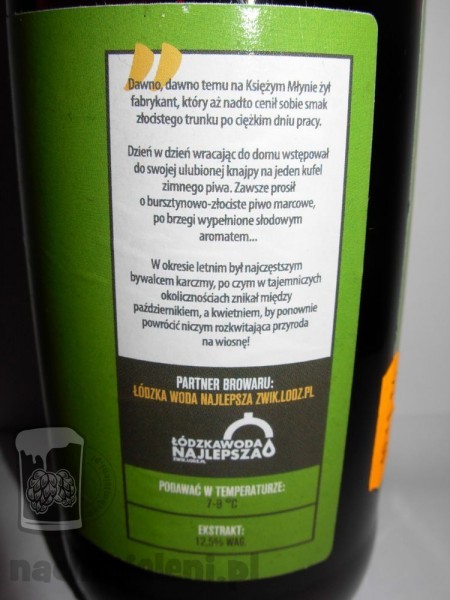 Dawno, dawno temu na Księżym Młynie żył
fabrykant, który aż nadto cenił sobie smak
złocistego trunku po ciężkim dniu pracy.
Dzień w dzień wracając do domu wstępował
do swojej ulubionej knajpy na jeden kufel
zimnego piwa. Zawsze prosił
o bursztynowo-złociste piwo marcowe,
po brzegi wypełnione słodowym
aromatem...
W okresie letnim był najczęstszym
bywalcem karczmy, po czym w tajemniczych
okolicznościach znikał między
październikiem, a kwietniem, by ponownie
powrócić niczym rozkwitająca przyroda
na wiosnę!
PARTNER BROWARU:
ŁÓDZKA WODA NAJLEPSZA ZWIK.LODZ.PL
ŁÓDZKAWODA
NAJLEPSZA
ZWIK.LODZ.PL
PODAWAĆ W TEMPERATURZE:
7-9 °C
EKSTRAKT:
12,5% WAG